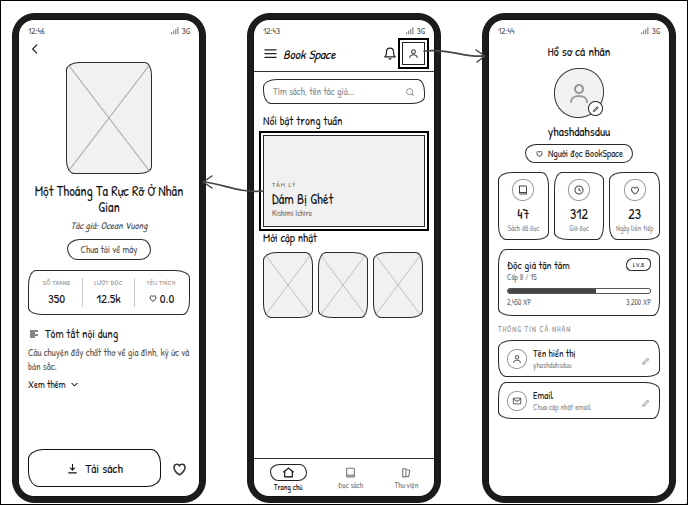 12:46
3G
Một Thoáng Ta Rực Rỡ Ở Nhân
Gian
Tác giả: Ocean Vuong
Chưa tải về máy
SỐ TRANG
LƯỢT ĐỌC
YÊU THÍCH
350
12.5k
0.0
Tóm tắt nội dung
Câu chuyện đầy chất thơ về gia đình, ký ức và
bản sắc.
Xem thêm
Tải sách
12:43
3G
Book Space
Tìm sách, tên tác giả...
Nổi bật trong tuần
TÂM LÝ
Dám Bị Ghét
Kishimi Ichiro
Mới cập nhật
Trang chủ
Đọc sách
Thư viện
12:44
3G
Hồ sơ cá nhân
yhashdahsduu
Người đọc BookSpace
47
312
23
Sách đã đọc
Giờ đọc
Ngày liên tiếp
Độc giả tận tâm
LV.8
Cấp 8 / 15
2,450 XP
3,200 XP
THÔNG TIN CÁ NHÂN
Tên hiển thị
yhashdahsduu
Email
Chưa cập nhật email